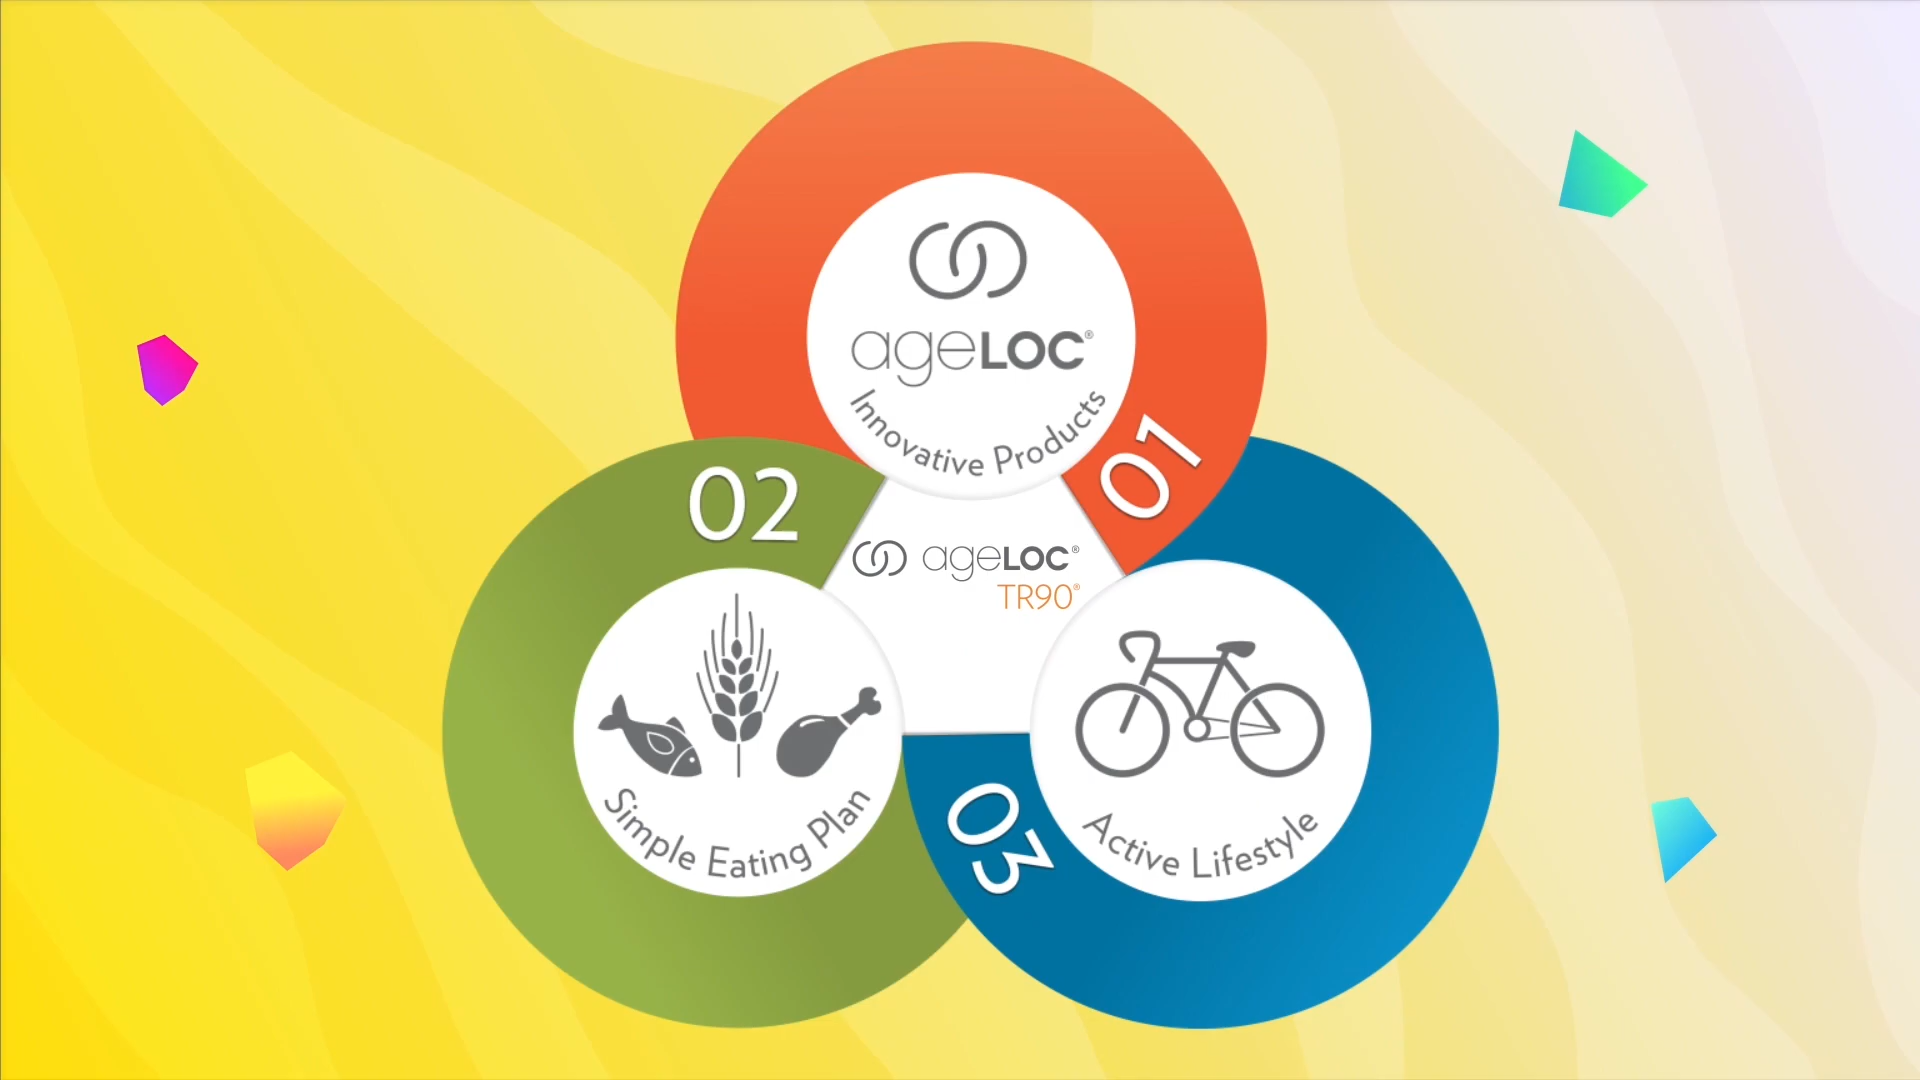 ageLOC®
Innovative Products
01
02
ageLOC®
TR90®
Simple Eating Plan
03
Active Lifestyle